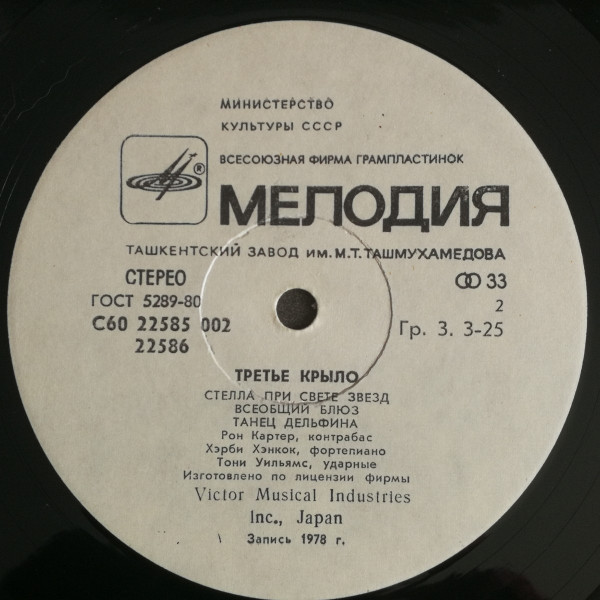 МИНИСТЕРСТВО
КУЛЬТУРЫ СССР
ВСЕСОЮЗНАЯ ФИРМА ГРАМПЛАСТИНОК
®
МЕЛОДИЯ
ТАШКЕНТСКИЙ ЗАВОД им. М.Т. ТАШМУХАМЕДОВА
СТЕРЕО
33
ГОСТ 5289-80
2
С60 22585 002
Гр. 3. 3-25
22586
ТРЕТЬЕ КРЫЛО
СТЕЛЛА ПРИ СВЕТЕ ЗВЕЗД
ВСЕОБЩИЙ БЛЮЗ
ТАНЕЦ ДЕЛЬФИНА
Рон Картер, контрабас
Хэрби Хэнкок, фортепиано
Тони Уильямс, ударные
Изготовлено по лицензии фирмы
Victor Musical Industries
Inc., Japan
Запись 1978 г.